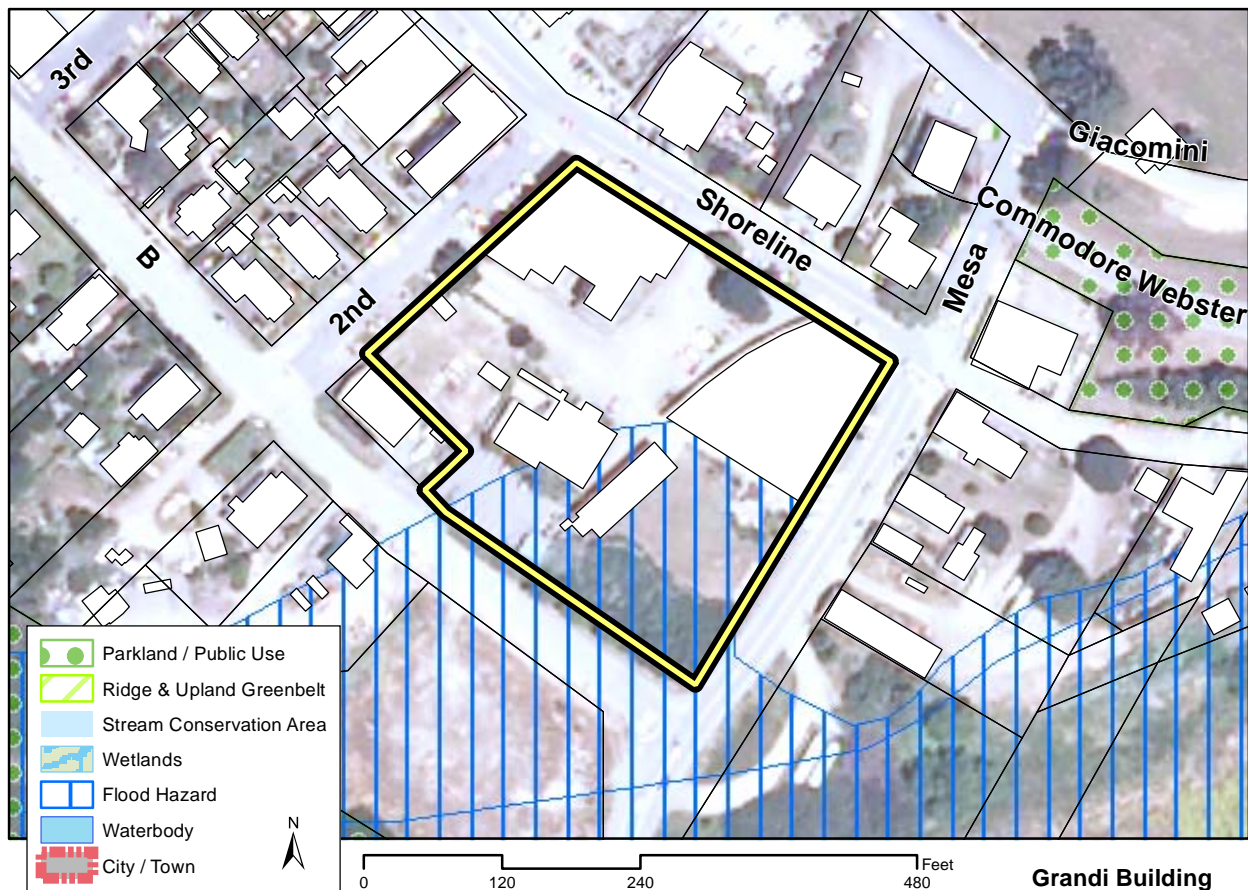 3rd
Giacomini
Shoreline
Commodore Webster
B
Mesa
2nd
Parkland / Public Use
Ridge & Upland Greenbelt
Stream Conservation Area
Wetlands
Flood Hazard
Waterbody
City / Town
N
Feet
0 120 240 480
Grandi Building